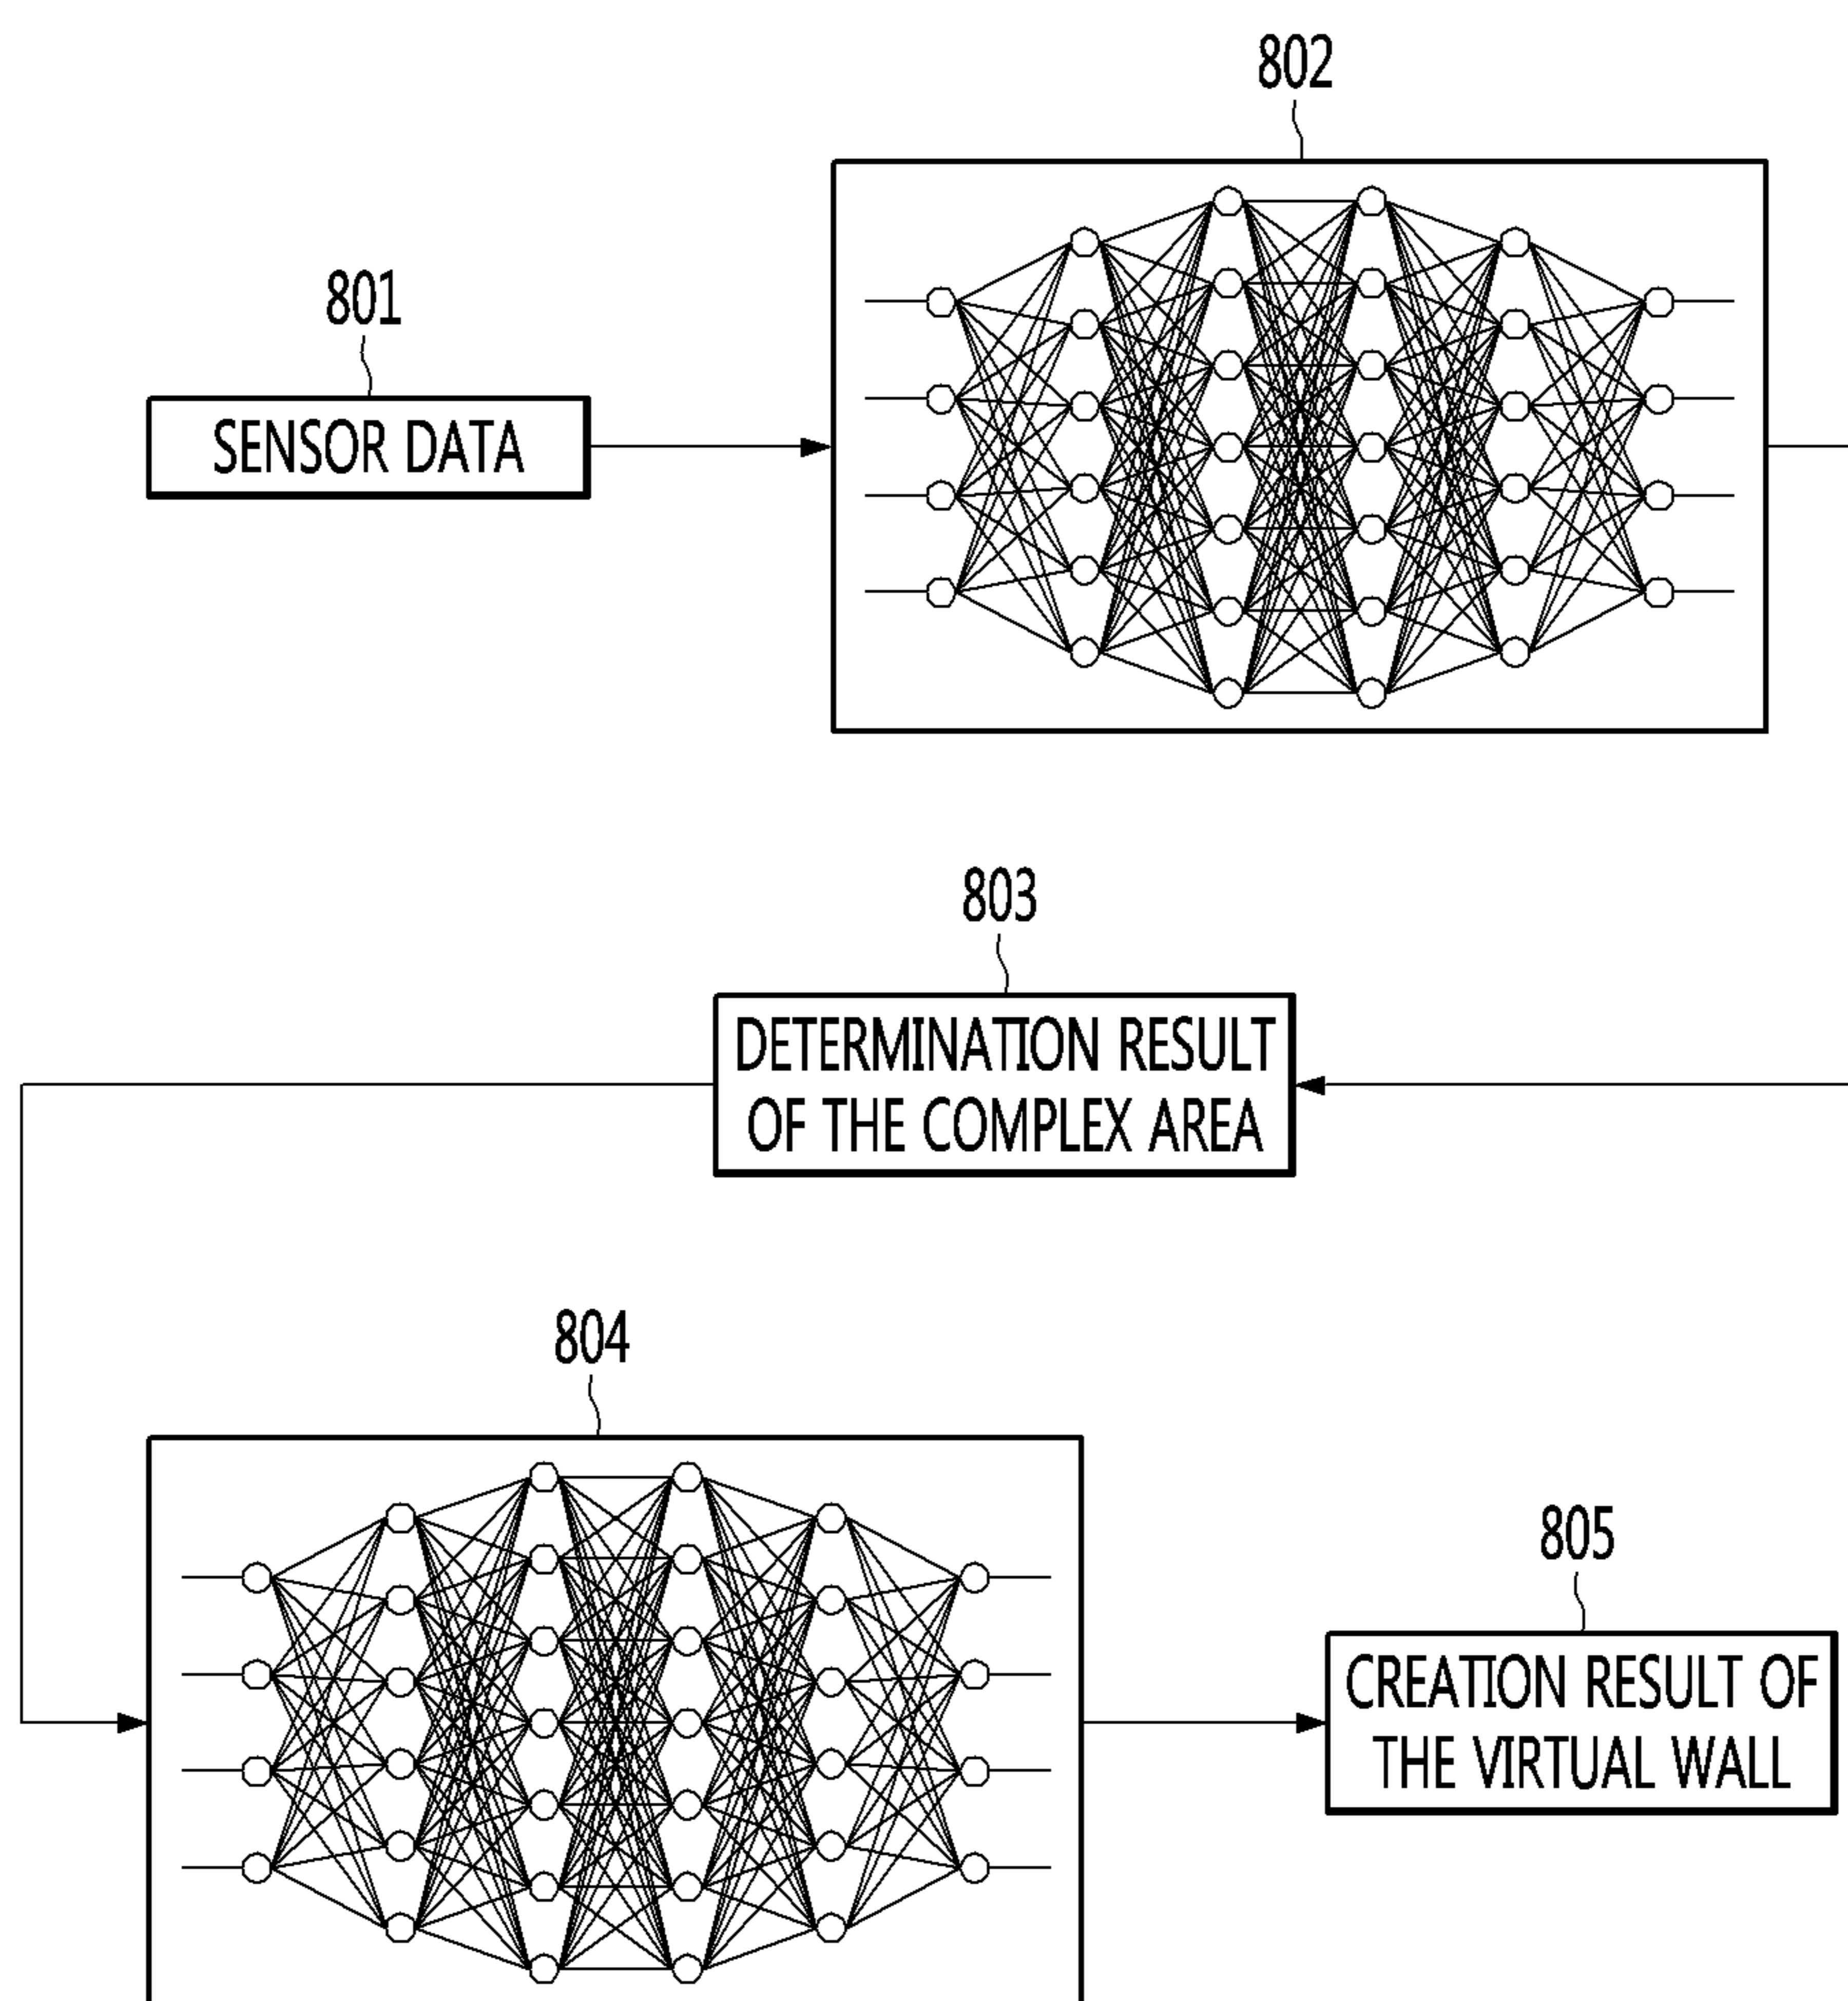 802
801
SENSOR DATA
803
DETERMINATION RESULT
OF THE COMPLEX AREA
804
805
CREATION RESULT OF
THE VIRTUAL WALL